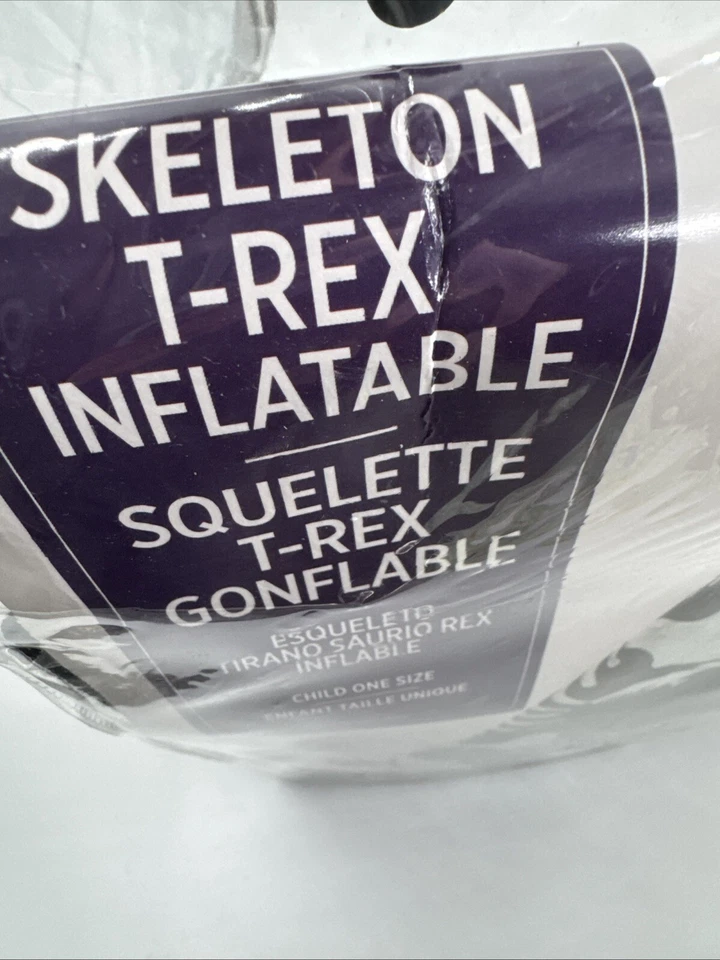 SKELETON
T-REX
INFLATABLE
SQUELETTE
T-REX
GONFLABLE
ESQUELETO
TIRANO SAURIO REX
INFLABLE
CHILD ONE SIZE
ENFANT TAILLE UNIQUE